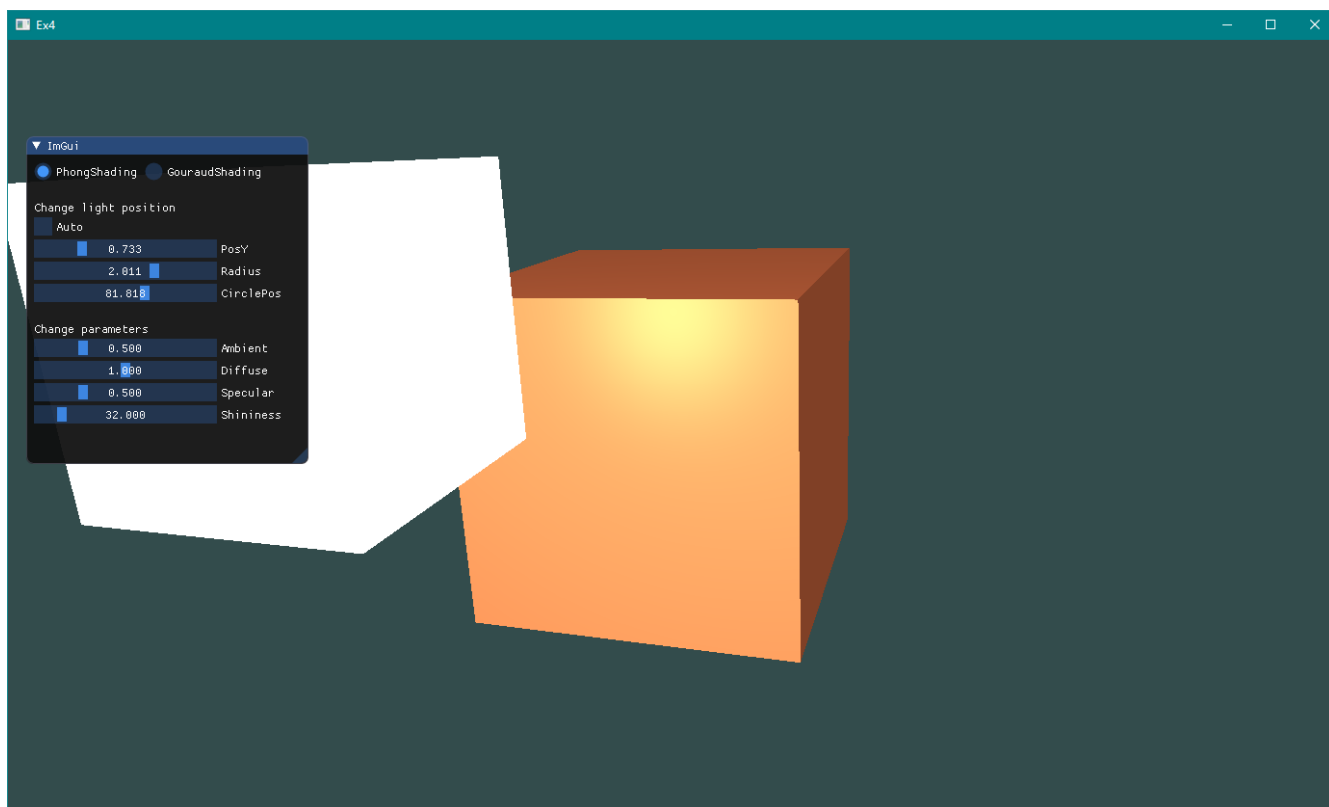 Ex4
ImGui
PhongShading GouraudShading
Change light position
Auto
0.733 PosY
2.011 Radius
81.818 CirclePos
Change parameters
0.500 Ambient
1.000 Diffuse
0.500 Specular
32.000 Shininess